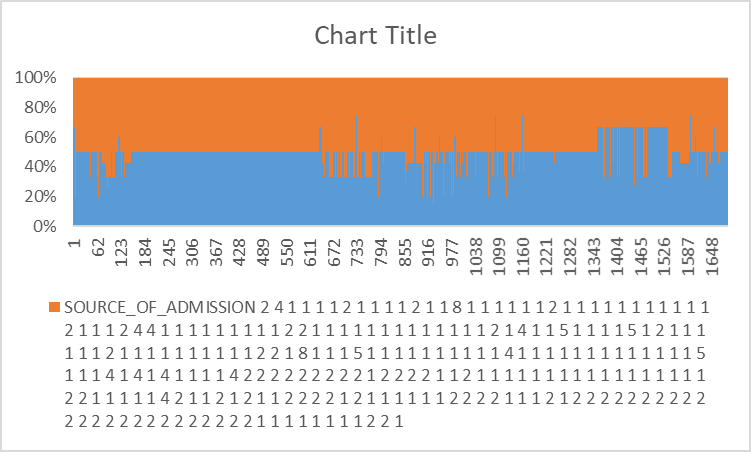 Chart Title
100%
80%
60%
40%
20%
0%
1 62 123 184 245 306 367 428 489 550 611 672 733 794 855 916 977 1038 1099 1160 1221 1282 1343 1404 1465 1526 1587 1648
SOURCE_OF_ADMISSION 2 4 1 1 1 1 2 1 1 1 1 2 1 1 8 1 1 1 1 1 1 2 1 1 1 1 1 1 1 1 1 1 1
2 1 1 1 2 4 4 1 1 1 1 1 1 1 1 1 2 2 1 1 1 1 1 1 1 1 1 1 1 1 2 1 4 1 1 5 1 1 1 1 5 1 2 1 1 1
1 1 1 2 1 1 1 1 1 1 1 1 1 1 2 2 1 8 1 1 1 5 1 1 1 1 1 1 1 1 1 1 4 1 1 1 1 1 1 1 1 1 1 1 1 5
1 1 1 4 1 4 1 4 1 1 1 1 4 2 2 2 2 2 2 2 2 2 1 2 2 2 2 1 1 1 1 1 1 1 1 1 1 1 1 1 1 1 1 1 1 1
2 2 1 1 1 1 1 4 2 1 1 1 2 1 1 1 2 2 1 2 1 1 1 1 1 1 1 2 2 2 2 1 1 1 2 1 2 2 2 2 2 2 2 2 2 2
2 2 2 2 2 2 2 2 2 2 2 2 2 2 1 1 1 1 1 1 1 1 2 2 1